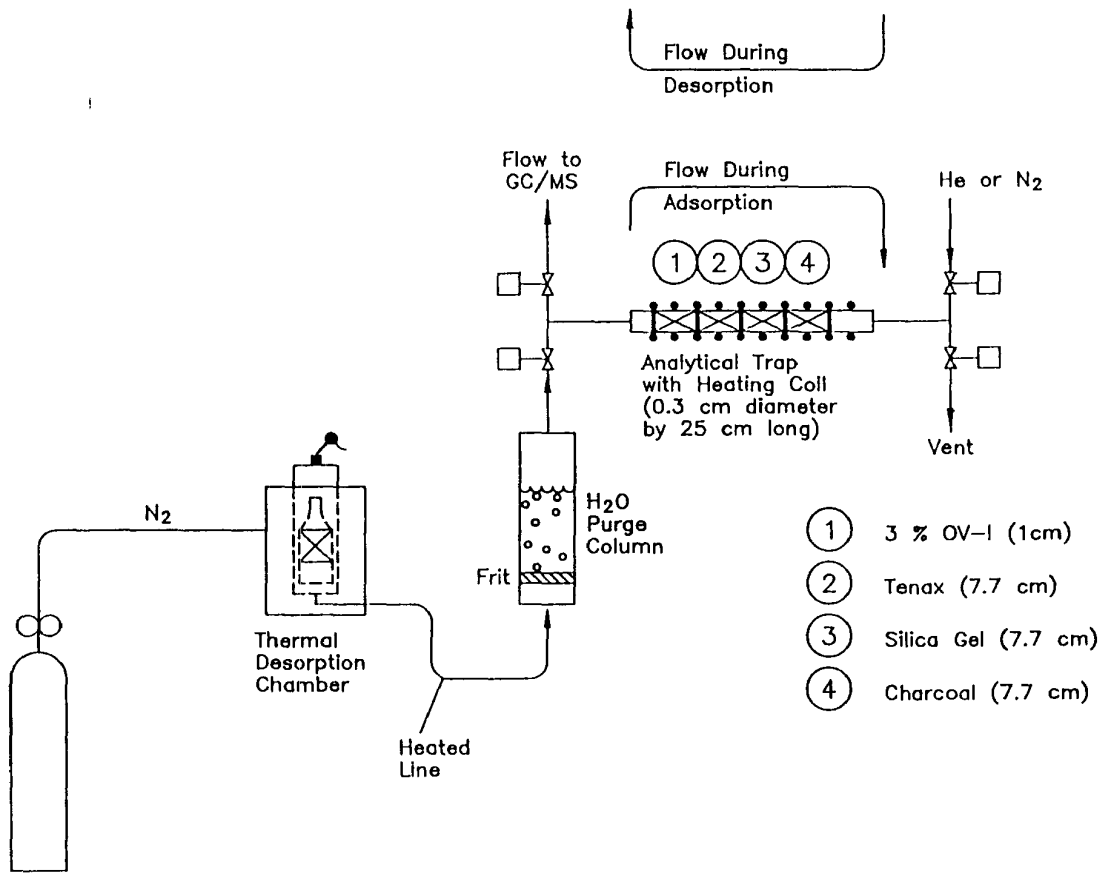 Flow During
Desorption
Flow to
GC/MS
Flow During
Adsorption
He or N₂
1 2 3 4
Analytical Trap
with Heating Coil
(0.3 cm diameter
by 25 cm long)
Vent
N₂
H₂O
Purge
Column
Frit
Thermal
Desorption
Chamber
Heated
Line
1 3 % OV-1 (1cm)
2 Tenax (7.7 cm)
3 Silica Gel (7.7 cm)
4 Charcoal (7.7 cm)